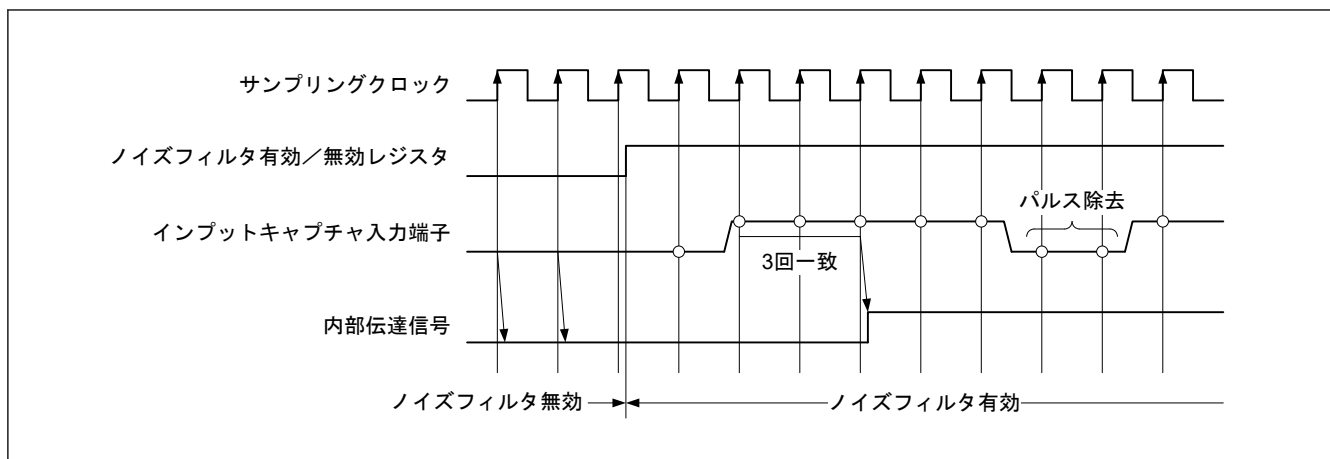 サンプリングクロック
ノイズフィルタ有効／無効レジスタ
パルス除去
インプットキャプチャ入力端子
3回一致
内部伝達信号
ノイズフィルタ無効
ノイズフィルタ有効